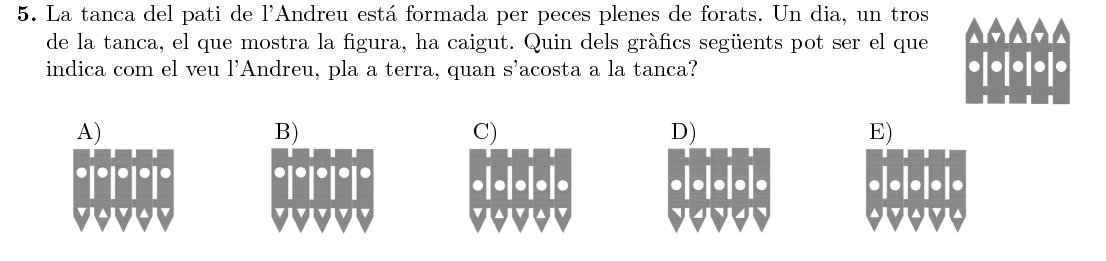 5. La tanca del pati de l'Andreu está formada per peces plenes de forats. Un dia, un tros
de la tanca, el que mostra la figura, ha caigut. Quin dels gràfics següents pot ser el que
indica com el veu l'Andreu, pla a terra, quan s'acosta a la tanca?
A) B) C) D) E)